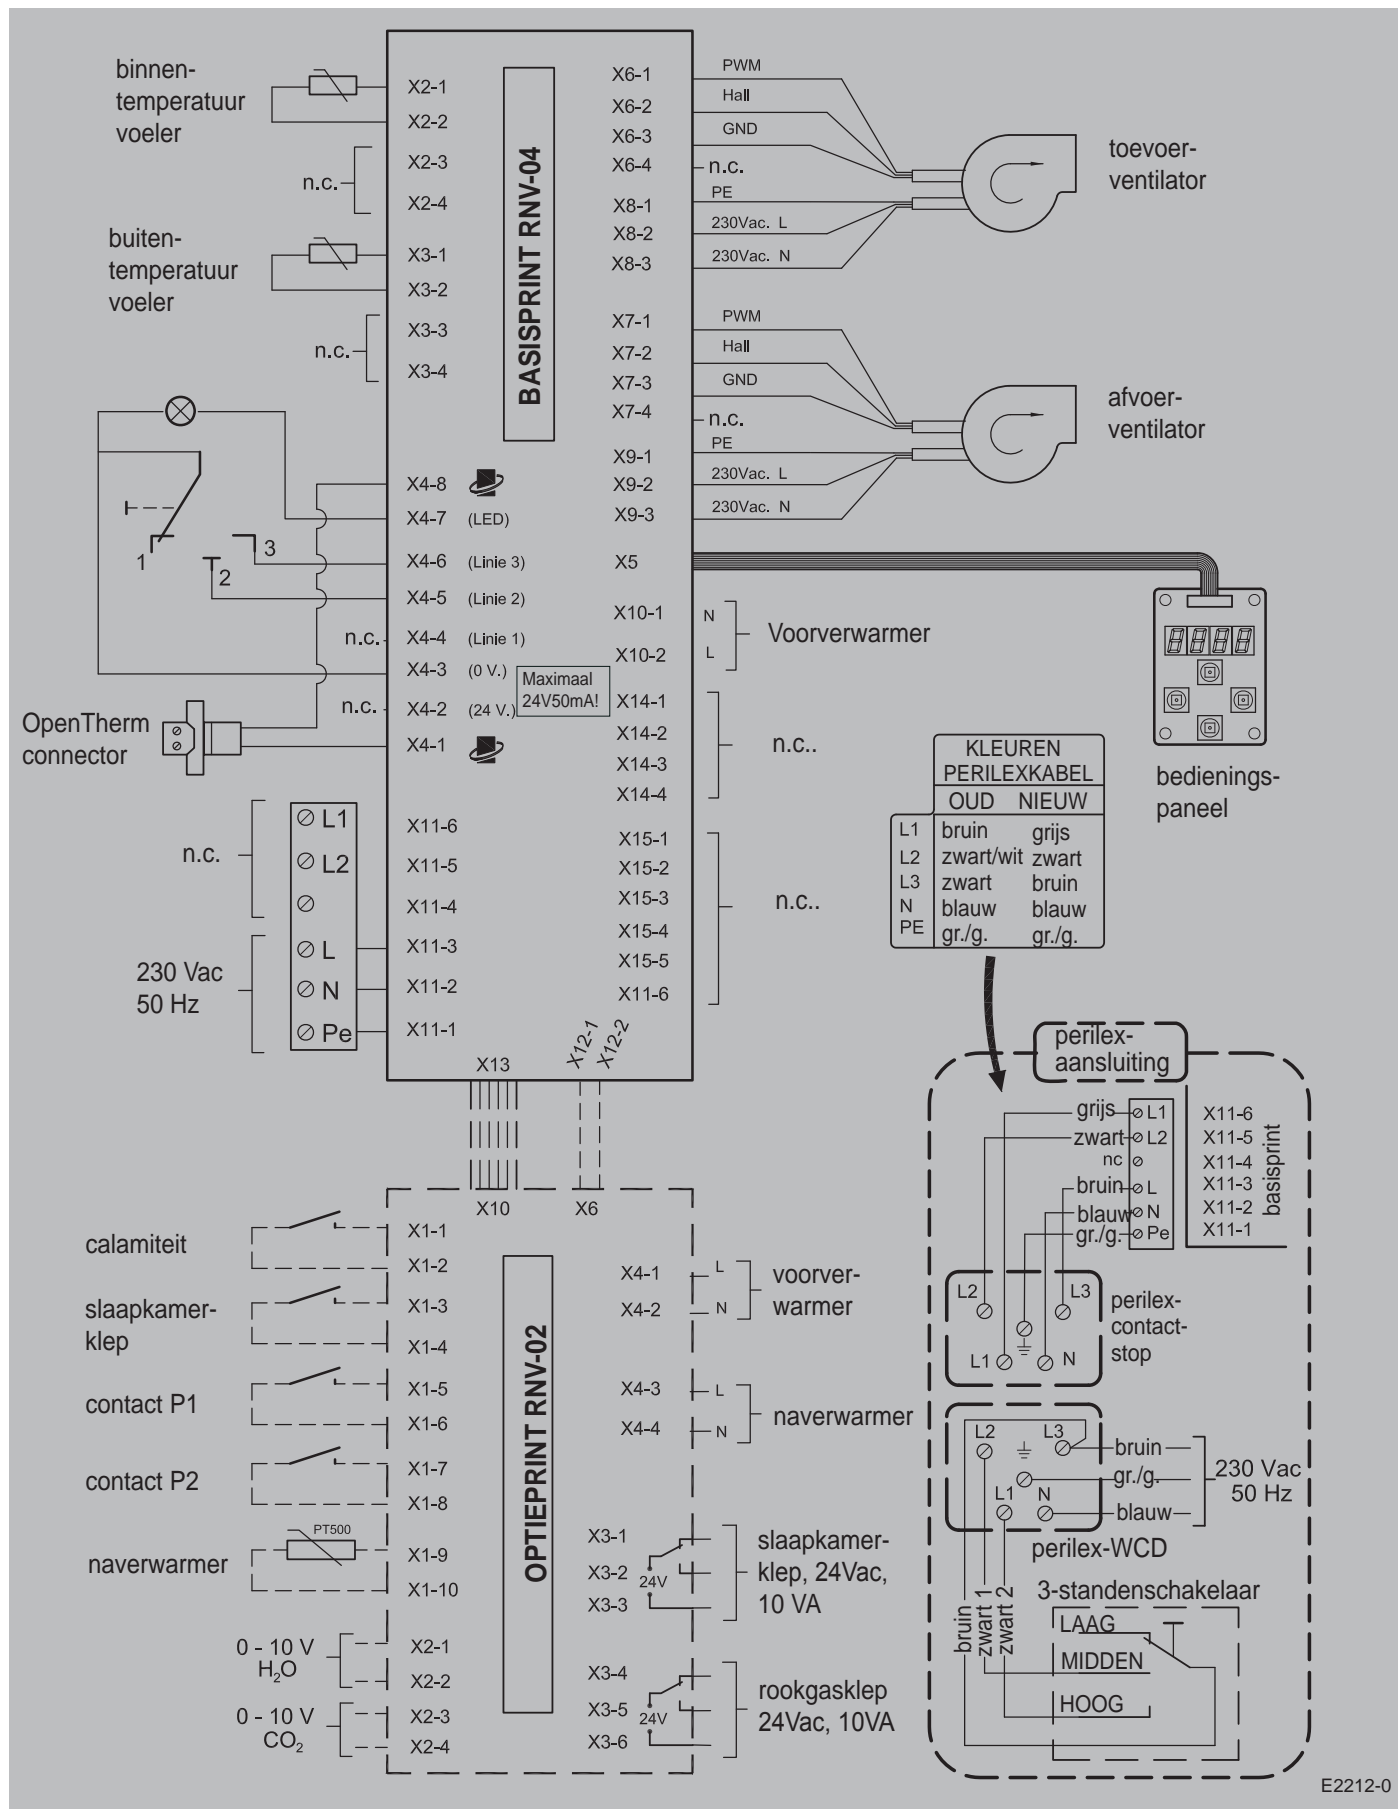 binnen-
temperatuur
voeler
n.c.
buiten-
temperatuur
voeler
n.c.
1
2
3
n.c.
n.c.
OpenTherm
connector
n.c.
L1
L2
L
N
Pe
230 Vac
50 Hz
BASISPRINT RNV-04
X2-1
X2-2
X2-3
X2-4
X3-1
X3-2
X3-3
X3-4
X4-8
X4-7 (LED)
X4-6 (Linie 3)
X4-5 (Linie 2)
X4-4 (Linie 1)
X4-3 (0 V.)
X4-2 (24 V.)
X4-1
Maximaal
24V50mA!
X11-6
X11-5
X11-4
X11-3
X11-2
X11-1
X13
X12-1
X12-2
X6-1 PWM
X6-2 Hall
X6-3 GND
X6-4 n.c.
X8-1 PE
X8-2 230Vac. L
X8-3 230Vac. N
toevoer-
ventilator
X7-1 PWM
X7-2 Hall
X7-3 GND
X7-4 n.c.
X9-1 PE
X9-2 230Vac. L
X9-3 230Vac. N
afvoer-
ventilator
X5
X10-1 N
X10-2 L
Voorverwarmer
X14-1
X14-2
X14-3
X14-4
n.c..
X15-1
X15-2
X15-3
X15-4
X15-5
X11-6
n.c..
8888
bedienings-
paneel
KLEUREN
PERILEXKABEL
OUD NIEUW
L1 bruin grijs
L2 zwart/wit zwart
L3 zwart bruin
N blauw blauw
PE gr./g. gr./g.
perilex-
aansluiting
grijs L1 X11-6
zwart L2 X11-5
nc X11-4
bruin L X11-3
blauw N X11-2
gr./g. Pe X11-1
basisprint
L2 L3
L1 N
perilex-
contact-
stop
L2 L3
L1 N
bruin
gr./g.
blauw
230 Vac
50 Hz
perilex-WCD
bruin
zwart 1
zwart 2
3-standenschakelaar
LAAG
MIDDEN
HOOG
X10
X6
OPTIEPRINT RNV-02
calamiteit
X1-1
X1-2
slaapkamer-
klep
X1-3
X1-4
contact P1
X1-5
X1-6
contact P2
X1-7
X1-8
naverwarmer
PT500
X1-9
X1-10
0 - 10 V
H₂O
X2-1
X2-2
0 - 10 V
CO₂
X2-3
X2-4
X4-1 L
X4-2 N
voorver-
warmer
X4-3 L
X4-4 N
naverwarmer
X3-1
X3-2
X3-3
24V
slaapkamer-
klep, 24Vac,
10 VA
X3-4
X3-5
X3-6
24V
rookgasklep
24Vac, 10VA
E2212-0